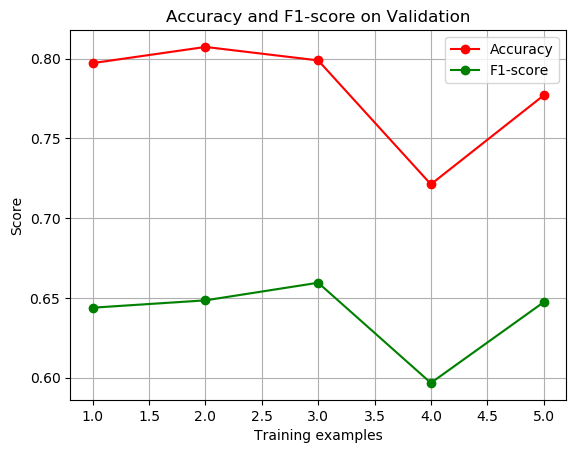 Accuracy and F1-score on Validation
Accuracy
F1-score
Score
0.80
0.75
0.70
0.65
0.60
1.0 1.5 2.0 2.5 3.0 3.5 4.0 4.5 5.0
Training examples